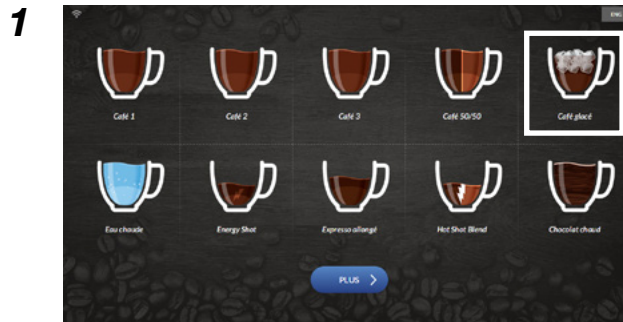 1
ENG
Café 1 Café 2 Café 3 Café 50/50 Café glacé
Eau chaude Energy Shot Expresso allongé Hot Shot Blend Chocolat chaud
PLUS